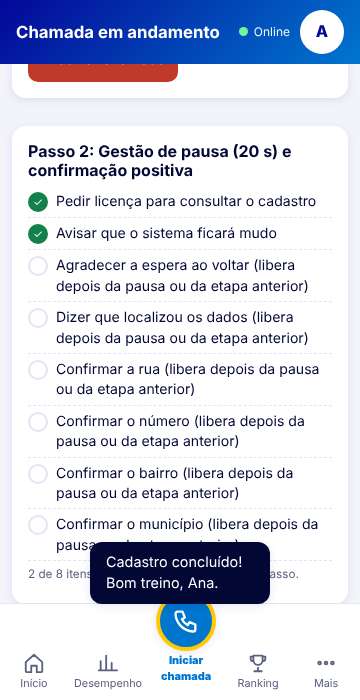 Chamada em andamento
Online
A
Passo 2: Gestão de pausa (20 s) e
confirmação positiva
Pedir licença para consultar o cadastro
Avisar que o sistema ficará mudo
Agradecer a espera ao voltar (libera
depois da pausa ou da etapa anterior)
Dizer que localizou os dados (libera
depois da pausa ou da etapa anterior)
Confirmar a rua (libera depois da pausa
ou da etapa anterior)
Confirmar o número (libera depois da
pausa ou da etapa anterior)
Confirmar o bairro (libera depois da
pausa ou da etapa anterior)
Confirmar o município (libera depois da
2 de 8
Cadastro concluído!
Bom treino, Ana.
Início
Desempenho
Iniciar
chamada
Ranking
Mais